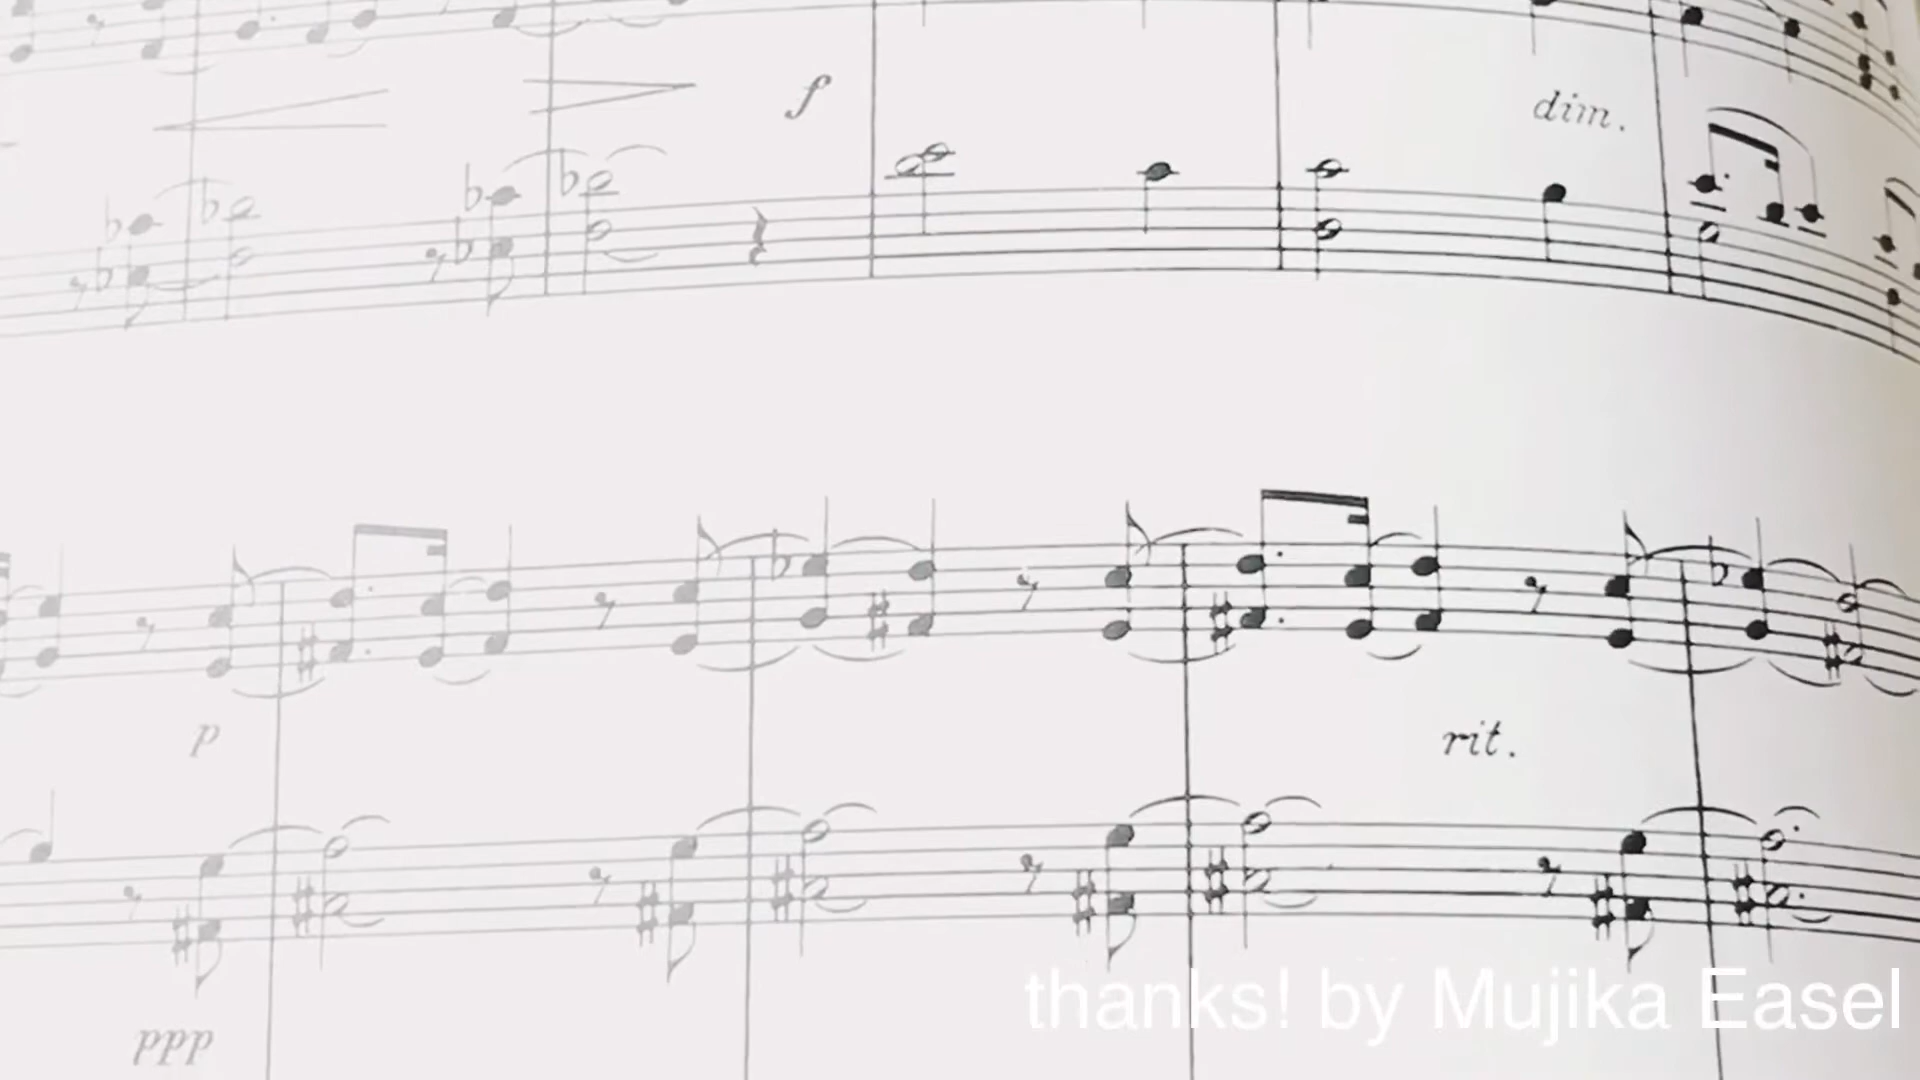 f
dim.
p
rit.
thanks! by Mujika Easel
ppp